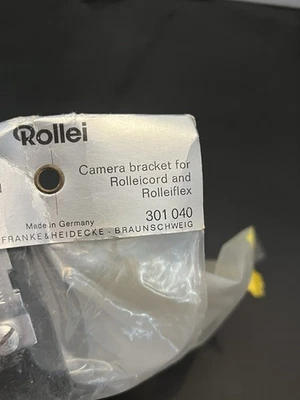 Rollei
Camera bracket for
Rolleicord and
Rolleiflex
301 040
Made in Germany
FRANKE & HEIDECKE - BRAUNSCHWEIG